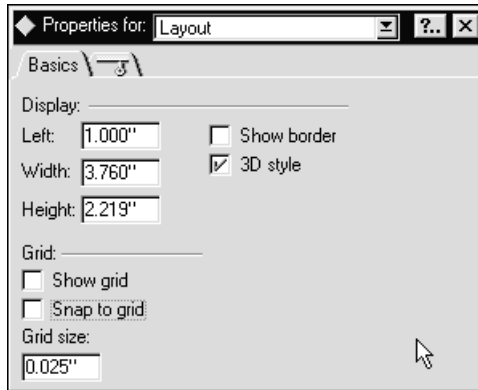 Properties for: Layout ?..
Basics
Display:
Left: 1.000" Show border
Width: 3.760" 3D style
Height: 2.219"
Grid:
Show grid
Snap to grid
Grid size:
0.025"